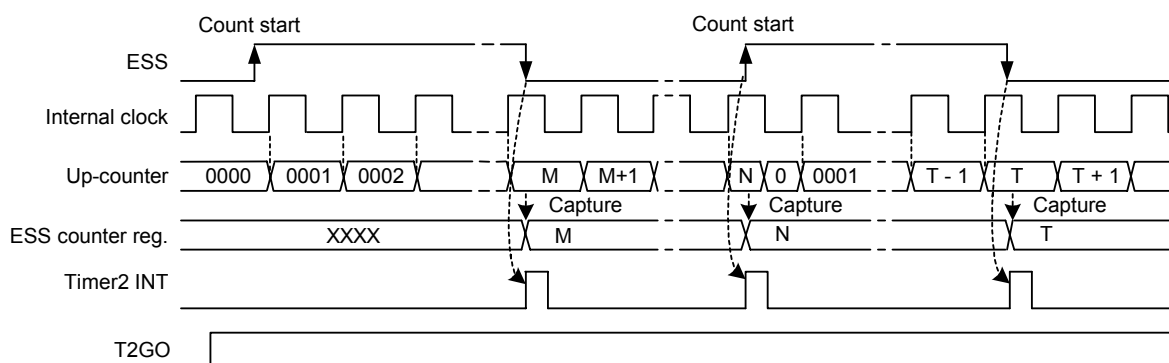 Count start Count start
ESS
Internal clock
Up-counter 0000 0001 0002 M M+1 N 0 0001 T - 1 T T + 1
Capture Capture Capture
ESS counter reg. XXXX M N T
Timer2 INT
T2GO